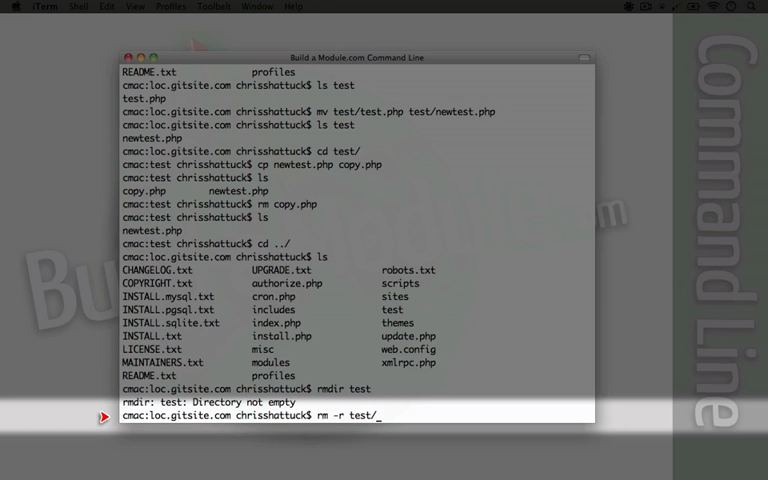 iTerm Shell Edit View Profiles Toolbelt Window Help
Build a Module.com Command Line
README.txt profiles
cmac:loc.gitsite.com chrisshattuck$ ls test
test.php
cmac:loc.gitsite.com chrisshattuck$ mv test/test.php test/newtest.php
cmac:loc.gitsite.com chrisshattuck$ ls test
newtest.php
cmac:loc.gitsite.com chrisshattuck$ cd test/
cmac:test chrisshattuck$ cp newtest.php copy.php
cmac:test chrisshattuck$ ls
copy.php newtest.php
cmac:test chrisshattuck$ rm copy.php
cmac:test chrisshattuck$ ls
newtest.php
cmac:test chrisshattuck$ cd ../
cmac:loc.gitsite.com chrisshattuck$ ls
CHANGELOG.txt UPGRADE.txt robots.txt
COPYRIGHT.txt authorize.php scripts
INSTALL.mysql.txt cron.php sites
INSTALL.pgsql.txt includes test
INSTALL.sqlite.txt index.php themes
INSTALL.txt install.php update.php
LICENSE.txt misc web.config
MAINTAINERS.txt modules xmlrpc.php
README.txt profiles
cmac:loc.gitsite.com chrisshattuck$ rmdir test
rmdir: test: Directory not empty
cmac:loc.gitsite.com chrisshattuck$ rm -r test/
Command Line